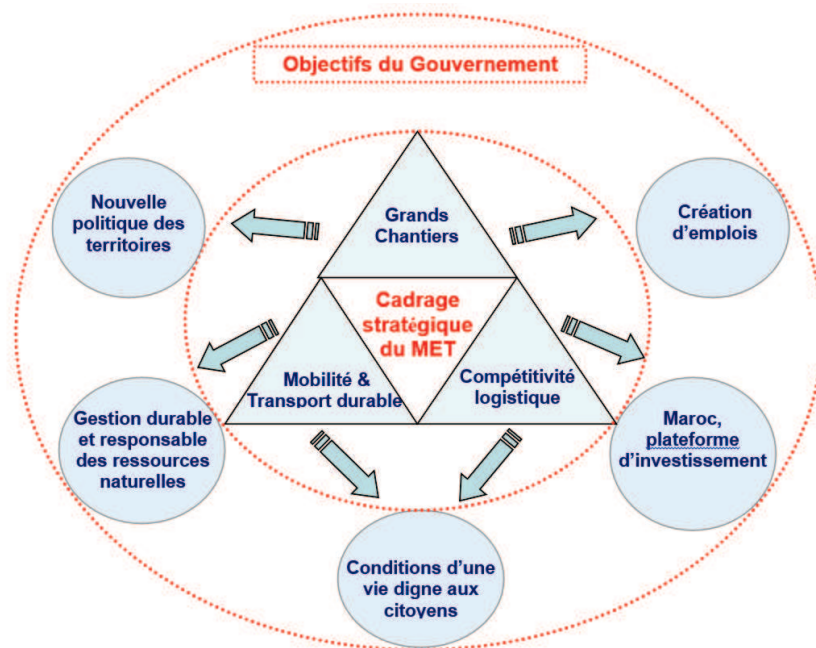 Objectifs du Gouvernement
Nouvelle
politique des
territoires
Grands
Chantiers
Création
d'emplois
Cadrage
stratégique
du MET
Mobilité &
Transport durable
Compétitivité
logistique
Gestion durable
et responsable
des ressources
naturelles
Maroc,
plateforme
d'investissement
Conditions d'une
vie digne aux
citoyens